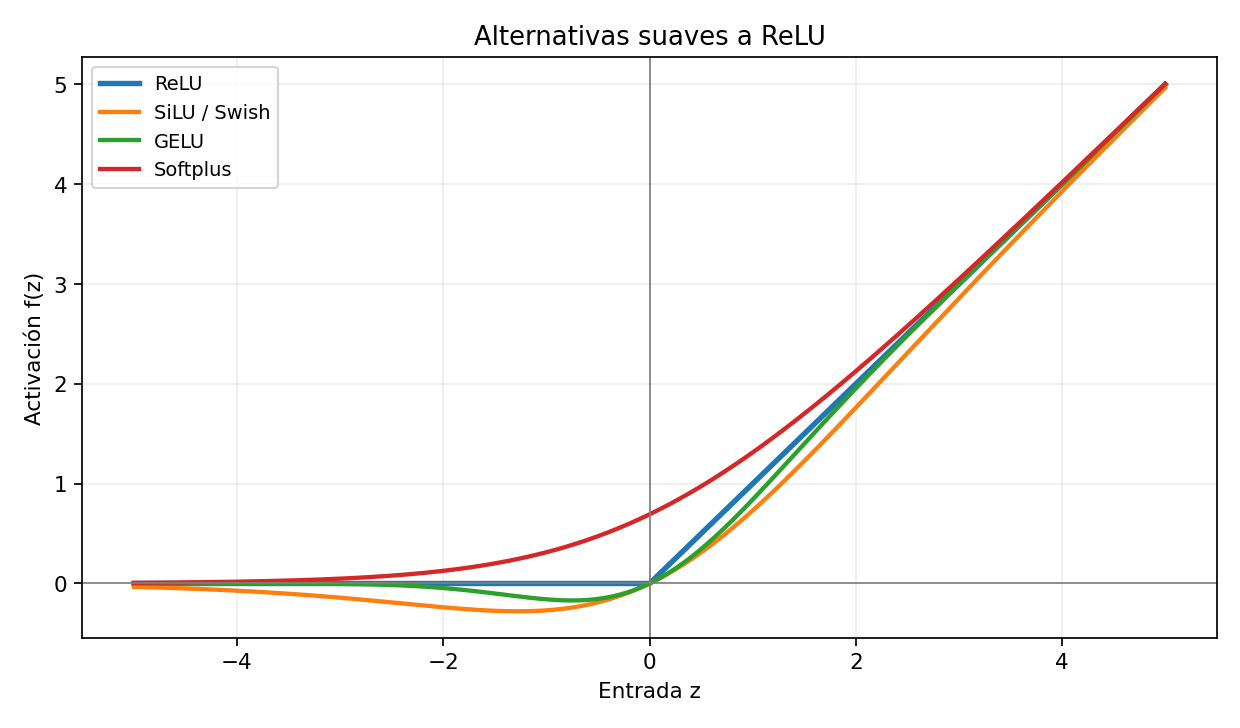 Alternativas suaves a ReLU
ReLU
SiLU / Swish
GELU
Softplus
5
4
3
2
1
0
Activación f(z)
−4
−2
0
2
4
Entrada z